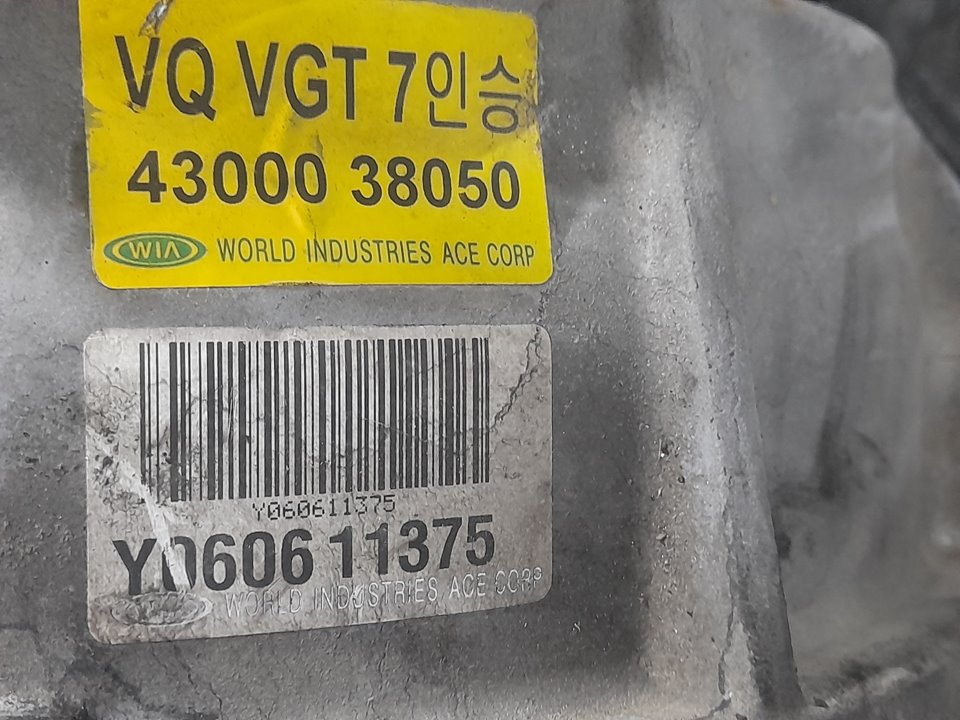 VQ VGT 7인승
43000 38050
WIA WORLD INDUSTRIES ACE CORP
Y060611375
Y0606 11375
WORLD INDUSTRIES ACE CORP